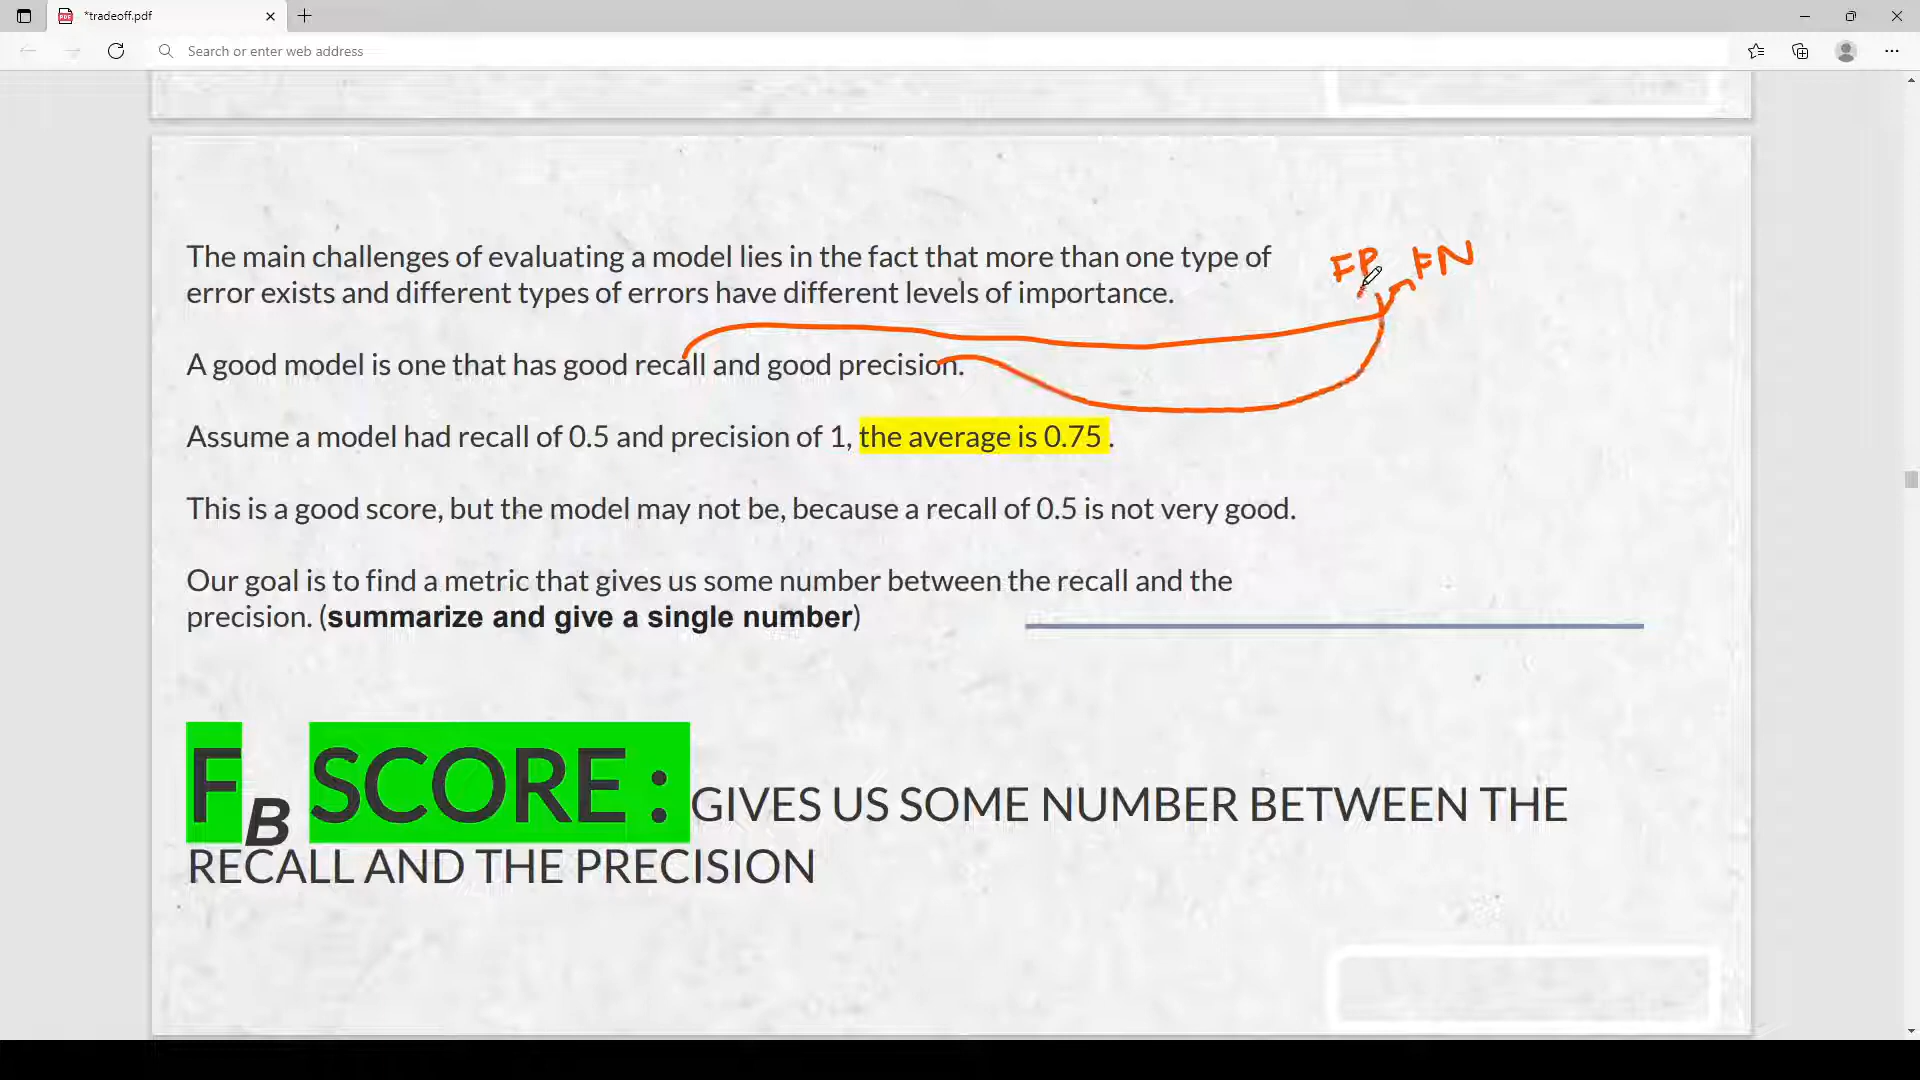 *tradeoff.pdf
Search or enter web address
The main challenges of evaluating a model lies in the fact that more than one type of
error exists and different types of errors have different levels of importance.
FP FN
A good model is one that has good recall and good precision.
Assume a model had recall of 0.5 and precision of 1, the average is 0.75 .
This is a good score, but the model may not be, because a recall of 0.5 is not very good.
Our goal is to find a metric that gives us some number between the recall and the
precision. (summarize and give a single number)
FB SCORE : GIVES US SOME NUMBER BETWEEN THE
RECALL AND THE PRECISION